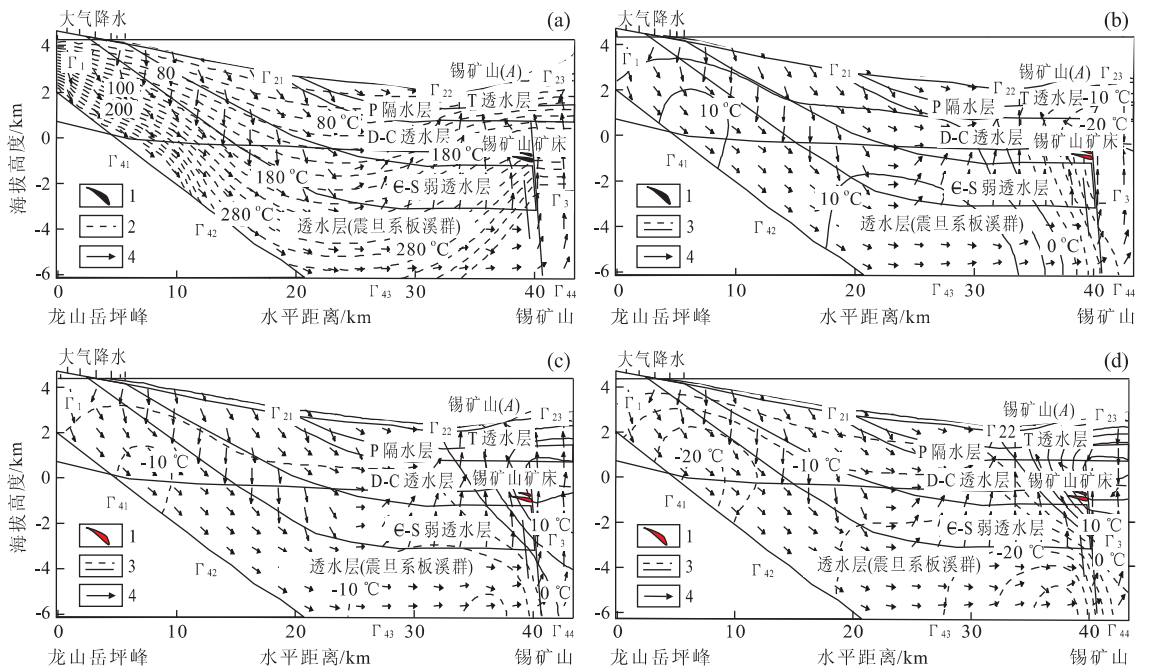 大气降水
(a)
海拔高度/km
4
2
0
-2
-4
-6
Γ1
100
200
80
Γ21
锡矿山(A)
Γ22
Γ23
P隔水层
T透水层
80 ℃
D-C透水层
锡矿山矿床
180 ℃
180 ℃
Є-S弱透水层
Γ41
Γ3
280 ℃
透水层(震旦系板溪群)
Γ42
280 ℃
1
2
4
0
10
20
30
40
Γ43
Γ44
龙山岳坪峰
水平距离/km
锡矿山
大气降水
(b)
4
2
0
-2
-4
-6
Γ1
Γ21
锡矿山(A)
Γ22
Γ23
P隔水层
T透水层
-10 ℃
10 ℃
D-C透水层
-20 ℃
锡矿山矿床
Γ41
Є-S弱透水层
10 ℃
Γ3
透水层(震旦系板溪群)
Γ42
0 ℃
1
3
4
0
10
20
30
40
Γ43
Γ44
龙山岳坪峰
水平距离/km
锡矿山
大气降水
(c)
海拔高度/km
4
2
0
-2
-4
-6
Γ1
Γ21
锡矿山(A)
Γ22
Γ23
P隔水层
T透水层
-10 ℃
D-C透水层
锡矿山矿床
Γ41
Є-S弱透水层
10 ℃
Γ3
透水层(震旦系板溪群)
Γ42
-10 ℃
0 ℃
1
3
4
0
10
20
30
40
Γ43
Γ44
龙山岳坪峰
水平距离/km
锡矿山
大气降水
(d)
4
2
0
-2
-4
-6
Γ1
Γ21
锡矿山(A)
Γ22
Γ23
P隔水层
T透水层
-20 ℃
-10 ℃
D-C透水层
锡矿山矿床
Γ41
Є-S弱透水层
10 ℃
Γ3
透水层(震旦系板溪群)
-20 ℃
0 ℃
Γ42
1
3
4
0
10
20
30
40
Γ43
Γ44
龙山岳坪峰
水平距离/km
锡矿山